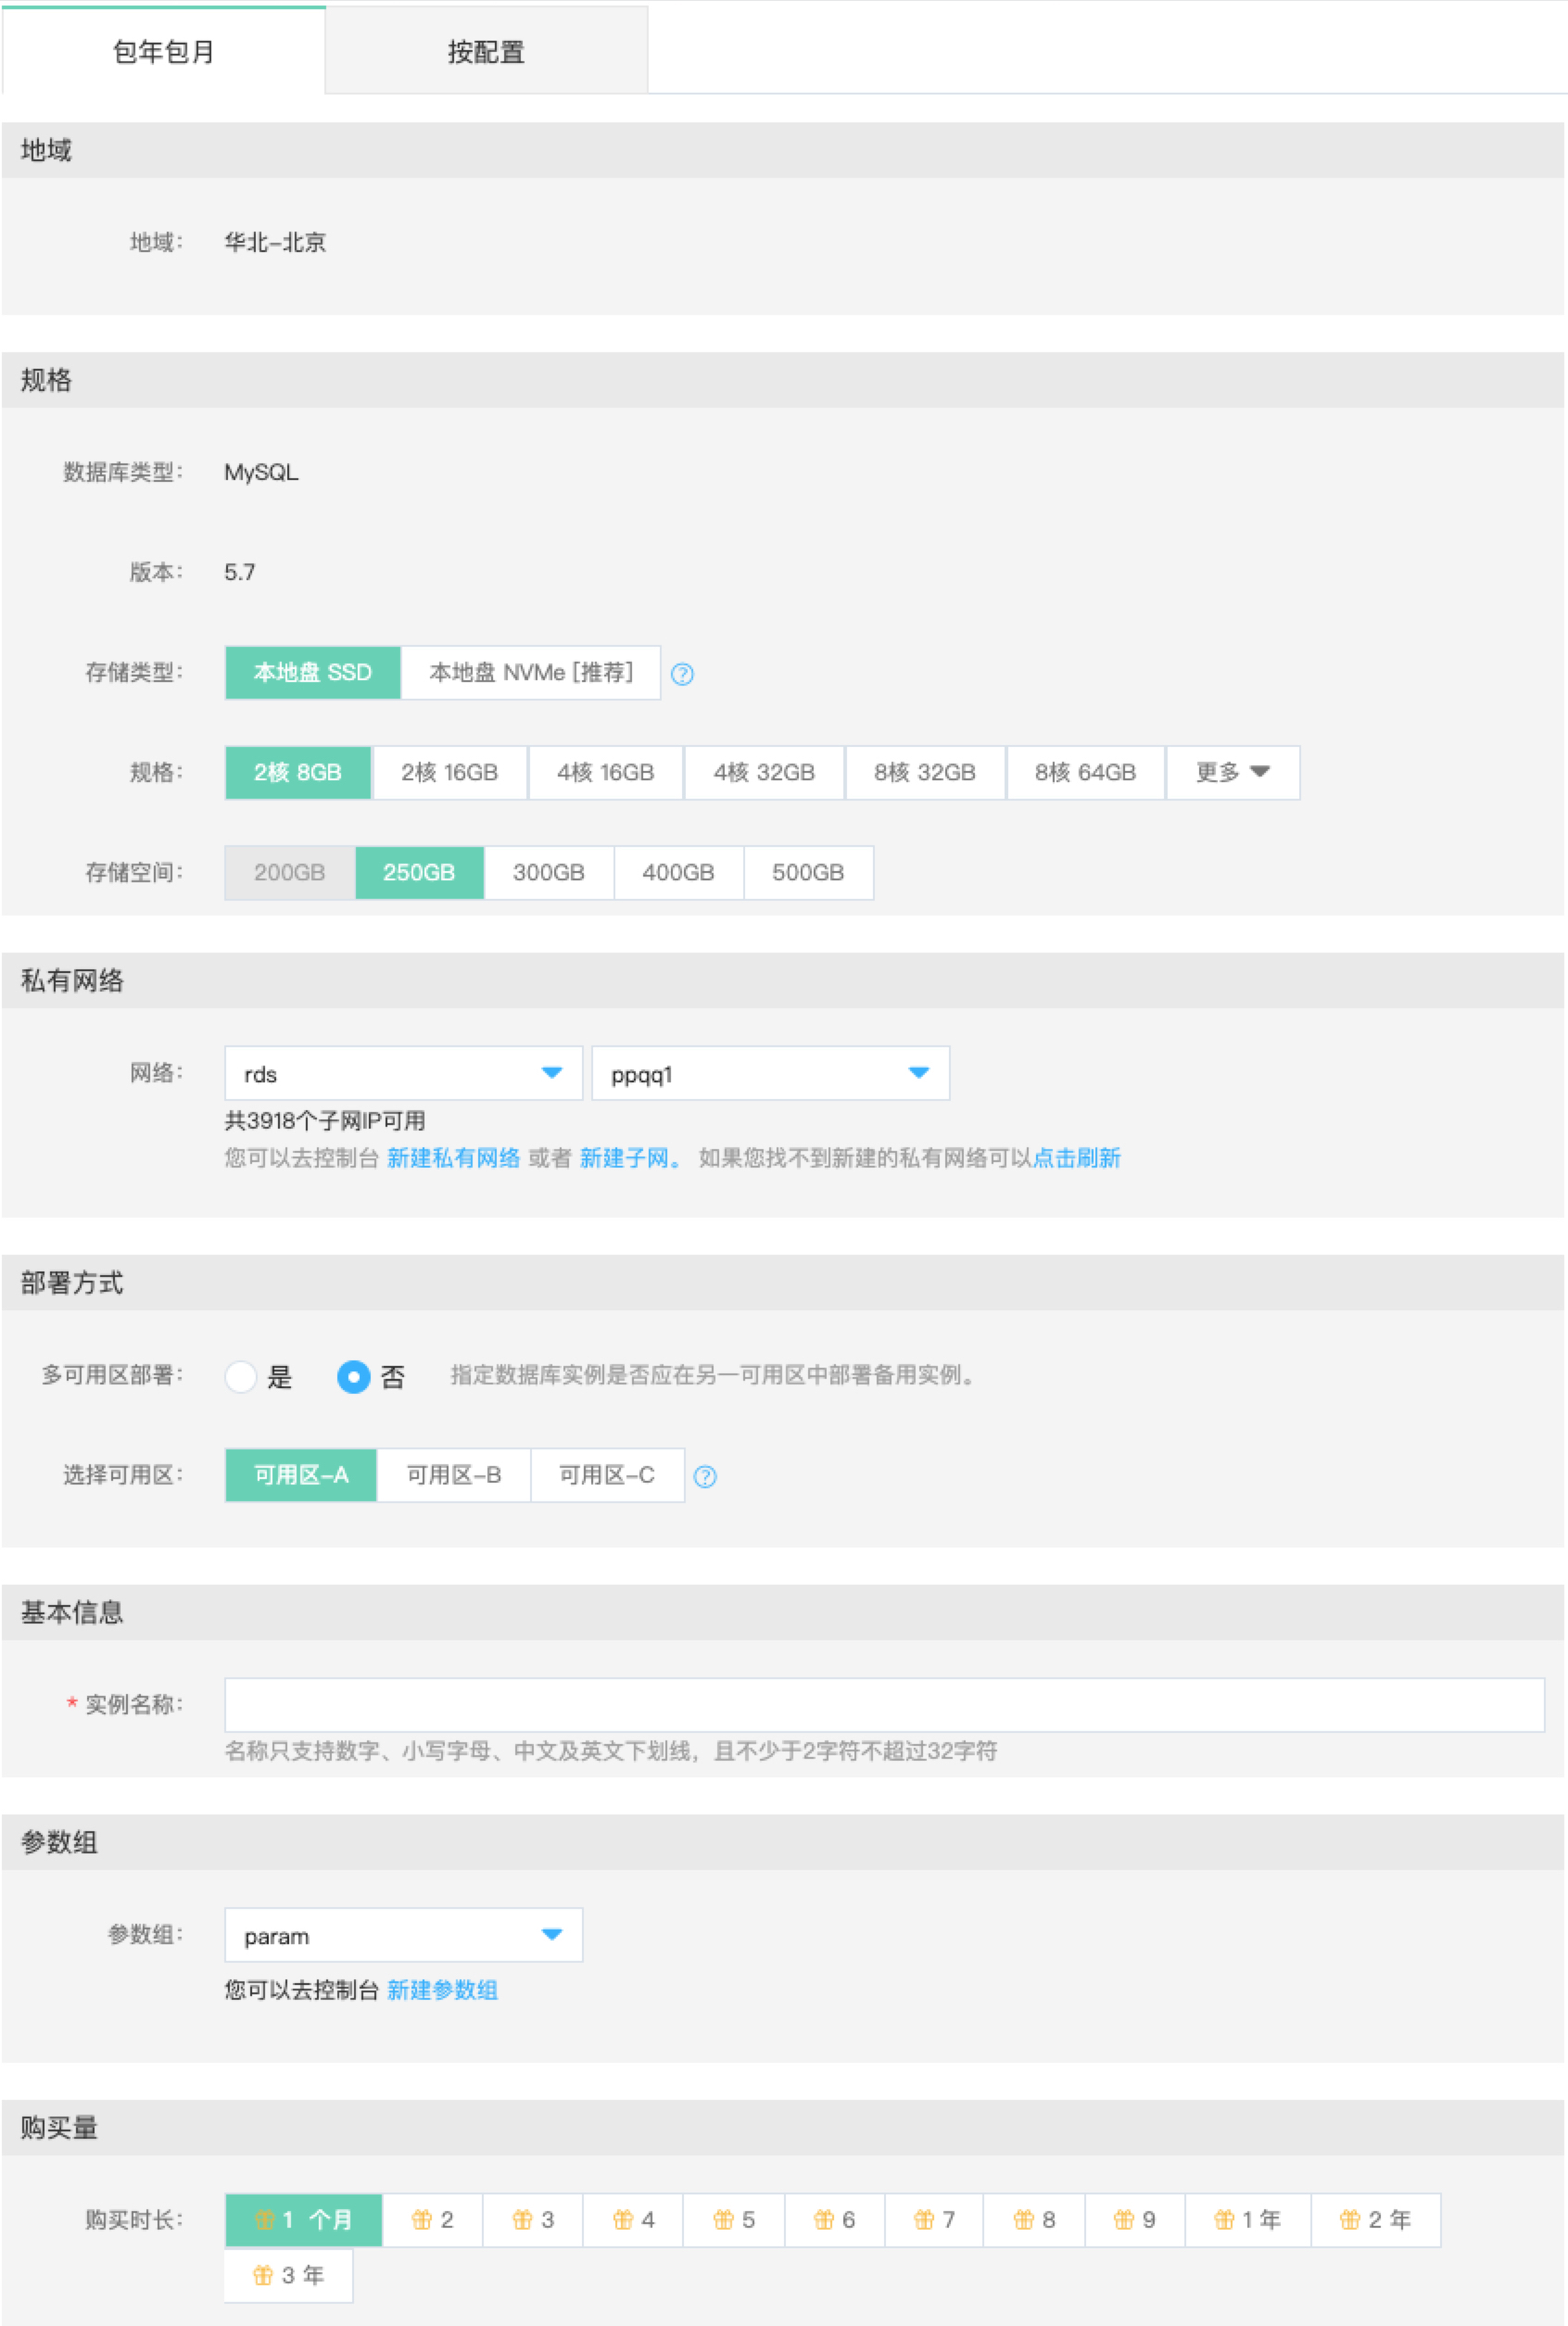 包年包月 按配置
地域
地域： 华北-北京
规格
数据库类型： MySQL
版本： 5.7
存储类型： 本地盘 SSD 本地盘 NVMe [推荐]
规格： 2核 8GB 2核 16GB 4核 16GB 4核 32GB 8核 32GB 8核 64GB 更多
存储空间： 200GB 250GB 300GB 400GB 500GB
私有网络
网络： rds ppqq1
共3918个子网IP可用
您可以去控制台 新建私有网络 或者 新建子网。 如果您找不到新建的私有网络可以点击刷新
部署方式
多可用区部署： 是 否 指定数据库实例是否应在另一可用区中部署备用实例。
选择可用区： 可用区-A 可用区-B 可用区-C
基本信息
* 实例名称：
名称只支持数字、小写字母、中文及英文下划线，且不少于2字符不超过32字符
参数组
参数组： param
您可以去控制台 新建参数组
购买量
购买时长： 1 个月 2 3 4 5 6 7 8 9 1 年 2 年
3 年